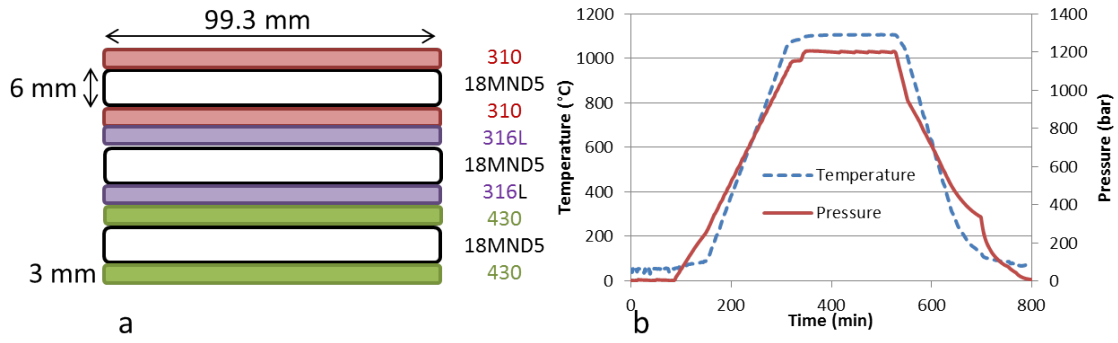 99.3 mm
310
6 mm
18MND5
310
316L
18MND5
316L
430
18MND5
3 mm
430
a
1200
1000
800
600
400
200
0
Temperature (°C)
1400
1200
1000
800
600
400
200
0
Pressure (bar)
Temperature
Pressure
0
200
400
600
800
Time (min)
b